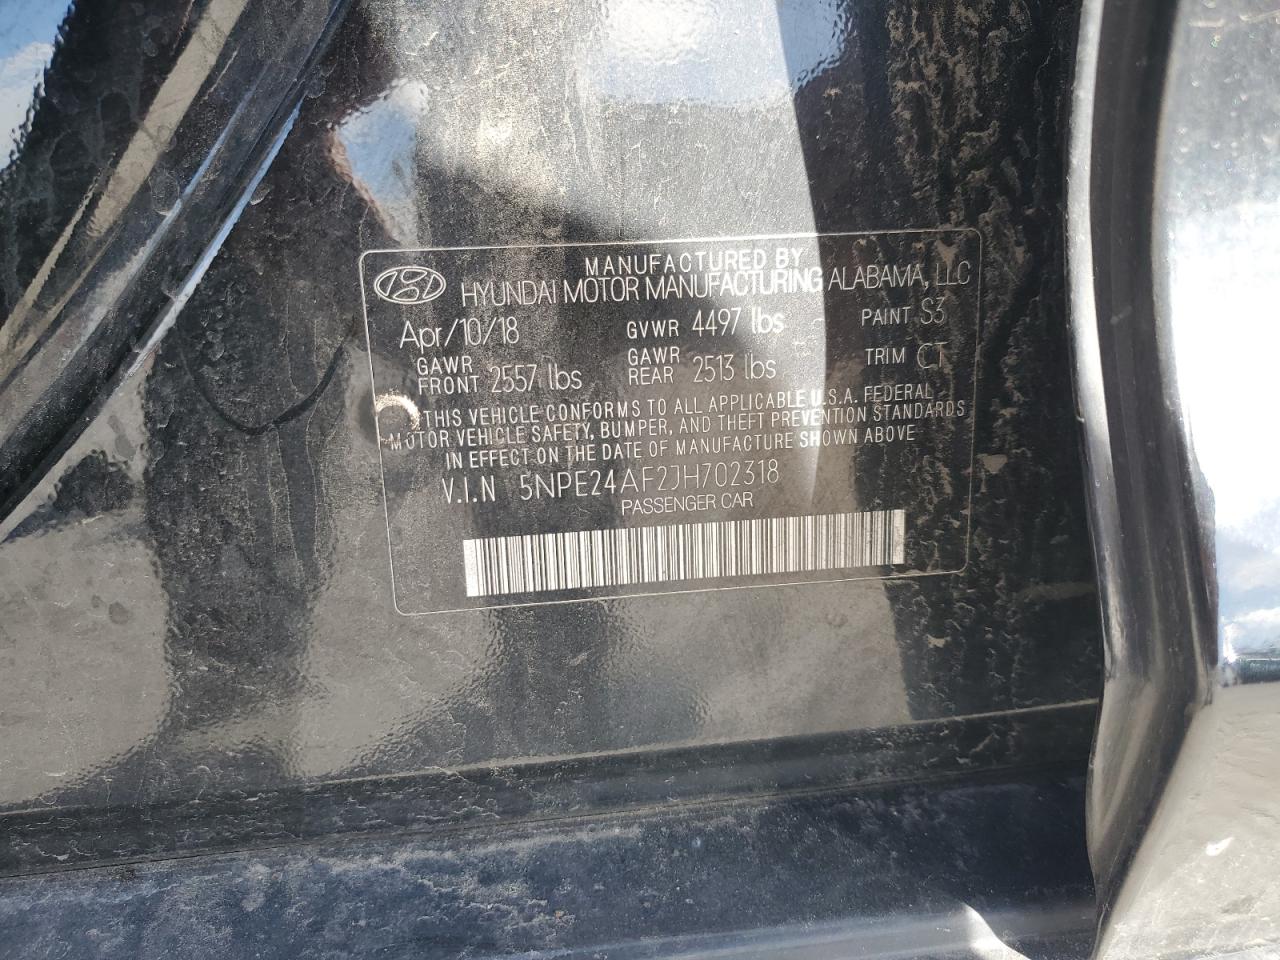 MANUFACTURED BY
HYUNDAI MOTOR MANUFACTURING ALABAMA, LLC
Apr/10/18 GVWR 4497 lbs PAINT S3
GAWR FRONT 2557 lbs GAWR REAR 2513 lbs TRIM CT
THIS VEHICLE CONFORMS TO ALL APPLICABLE U.S.A. FEDERAL
MOTOR VEHICLE SAFETY, BUMPER, AND THEFT PREVENTION STANDARDS
IN EFFECT ON THE DATE OF MANUFACTURE SHOWN ABOVE
V.I.N 5NPE24AF2JH702318
PASSENGER CAR